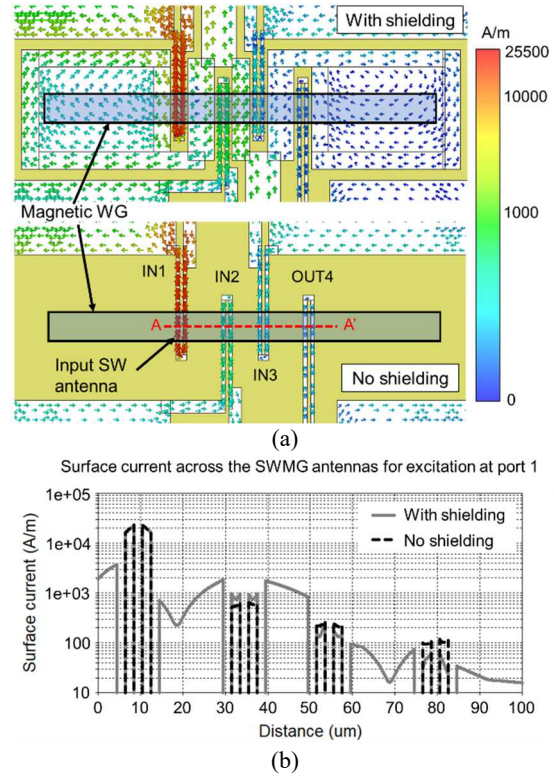 With shielding
A/m
25500
10000
1000
0
Magnetic WG
IN1
IN2
OUT4
A
A'
Input SW
antenna
IN3
No shielding
(a)
Surface current across the SWMG antennas for excitation at port 1
Surface current (A/m)
1e+05
1e+04
1e+03
100
10
With shielding
No shielding
0 10 20 30 40 50 60 70 80 90 100
Distance (um)
(b)